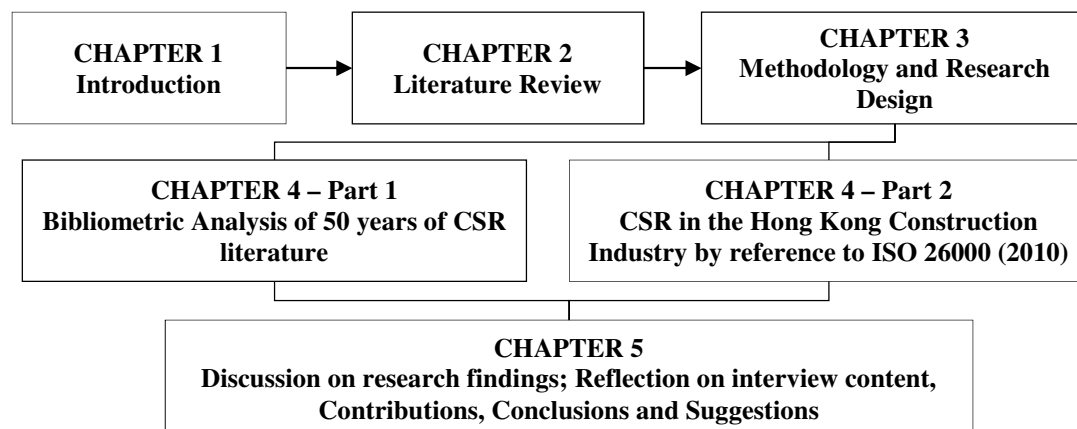 CHAPTER 1
Introduction
CHAPTER 2
Literature Review
CHAPTER 3
Methodology and Research
Design
CHAPTER 4 – Part 1
Bibliometric Analysis of 50 years of CSR
literature
CHAPTER 4 – Part 2
CSR in the Hong Kong Construction
Industry by reference to ISO 26000 (2010)
CHAPTER 5
Discussion on research findings; Reflection on interview content,
Contributions, Conclusions and Suggestions